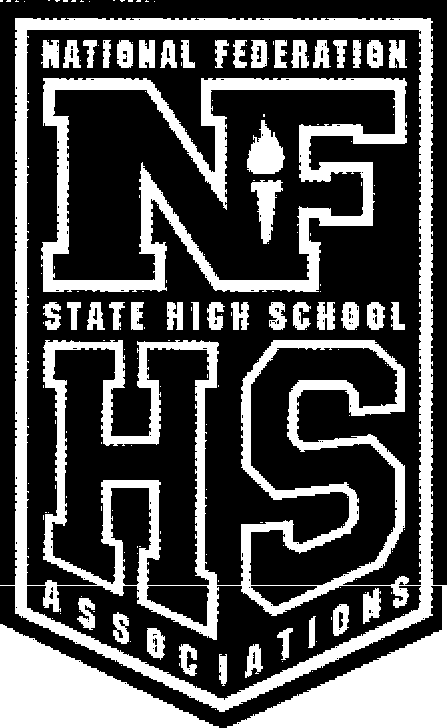 NATIONAL FEDERATION
NF
STATE HIGH SCHOOL
HS
ASSOCIATIONS